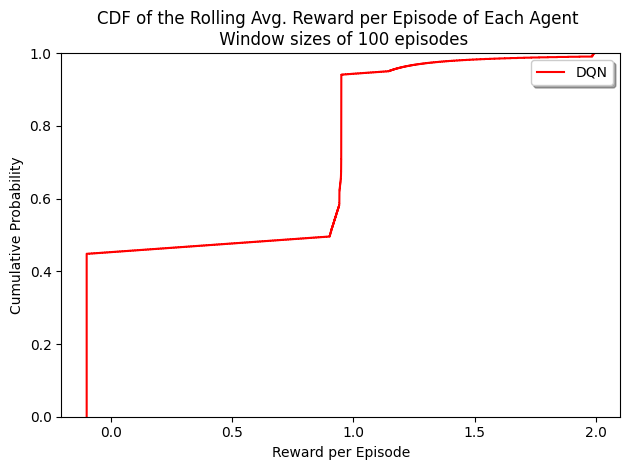 CDF of the Rolling Avg. Reward per Episode of Each Agent
Window sizes of 100 episodes
DQN
1.0
0.8
0.6
0.4
0.2
0.0
Cumulative Probability
0.0 0.5 1.0 1.5 2.0
Reward per Episode